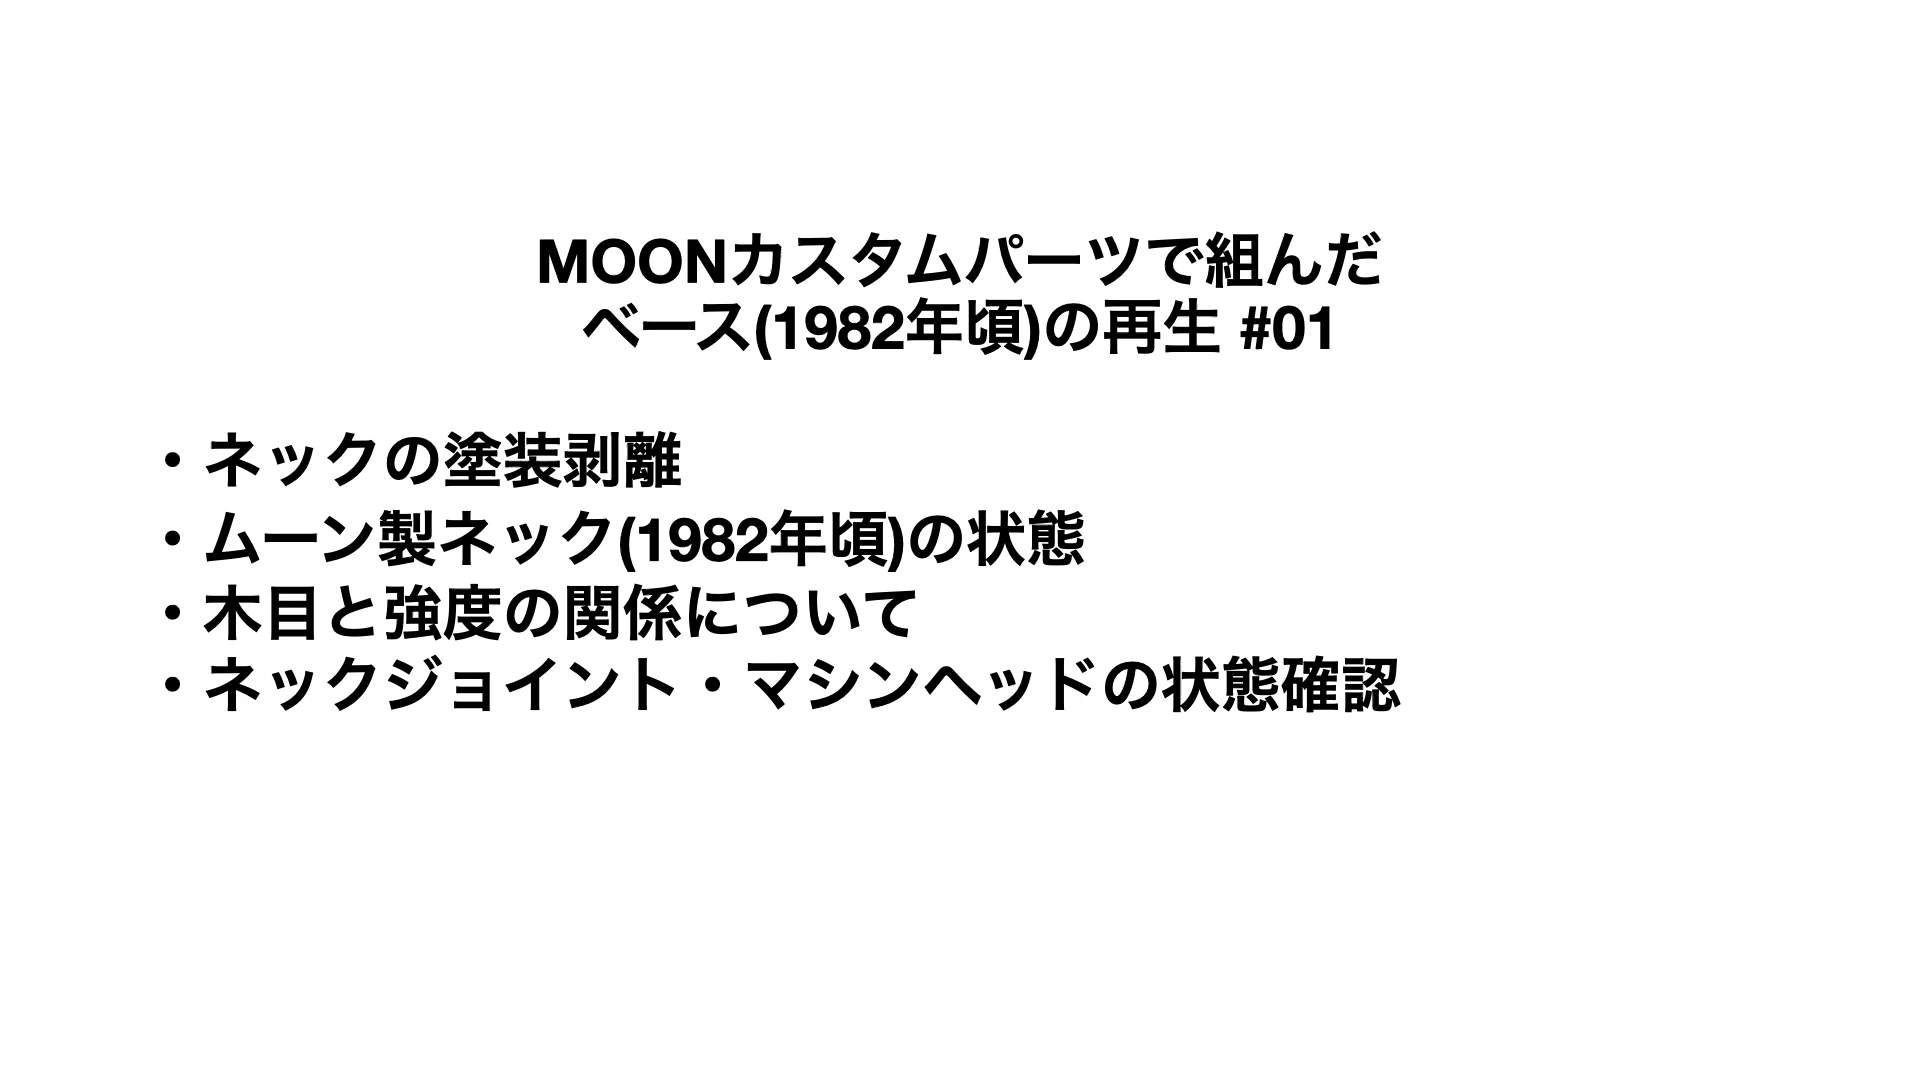 MOONカスタムパーツで組んだ
ベース(1982年頃)の再生 #01
・ネックの塗装剥離
・ムーン製ネック(1982年頃)の状態
・木目と強度の関係について
・ネックジョイント・マシンヘッドの状態確認